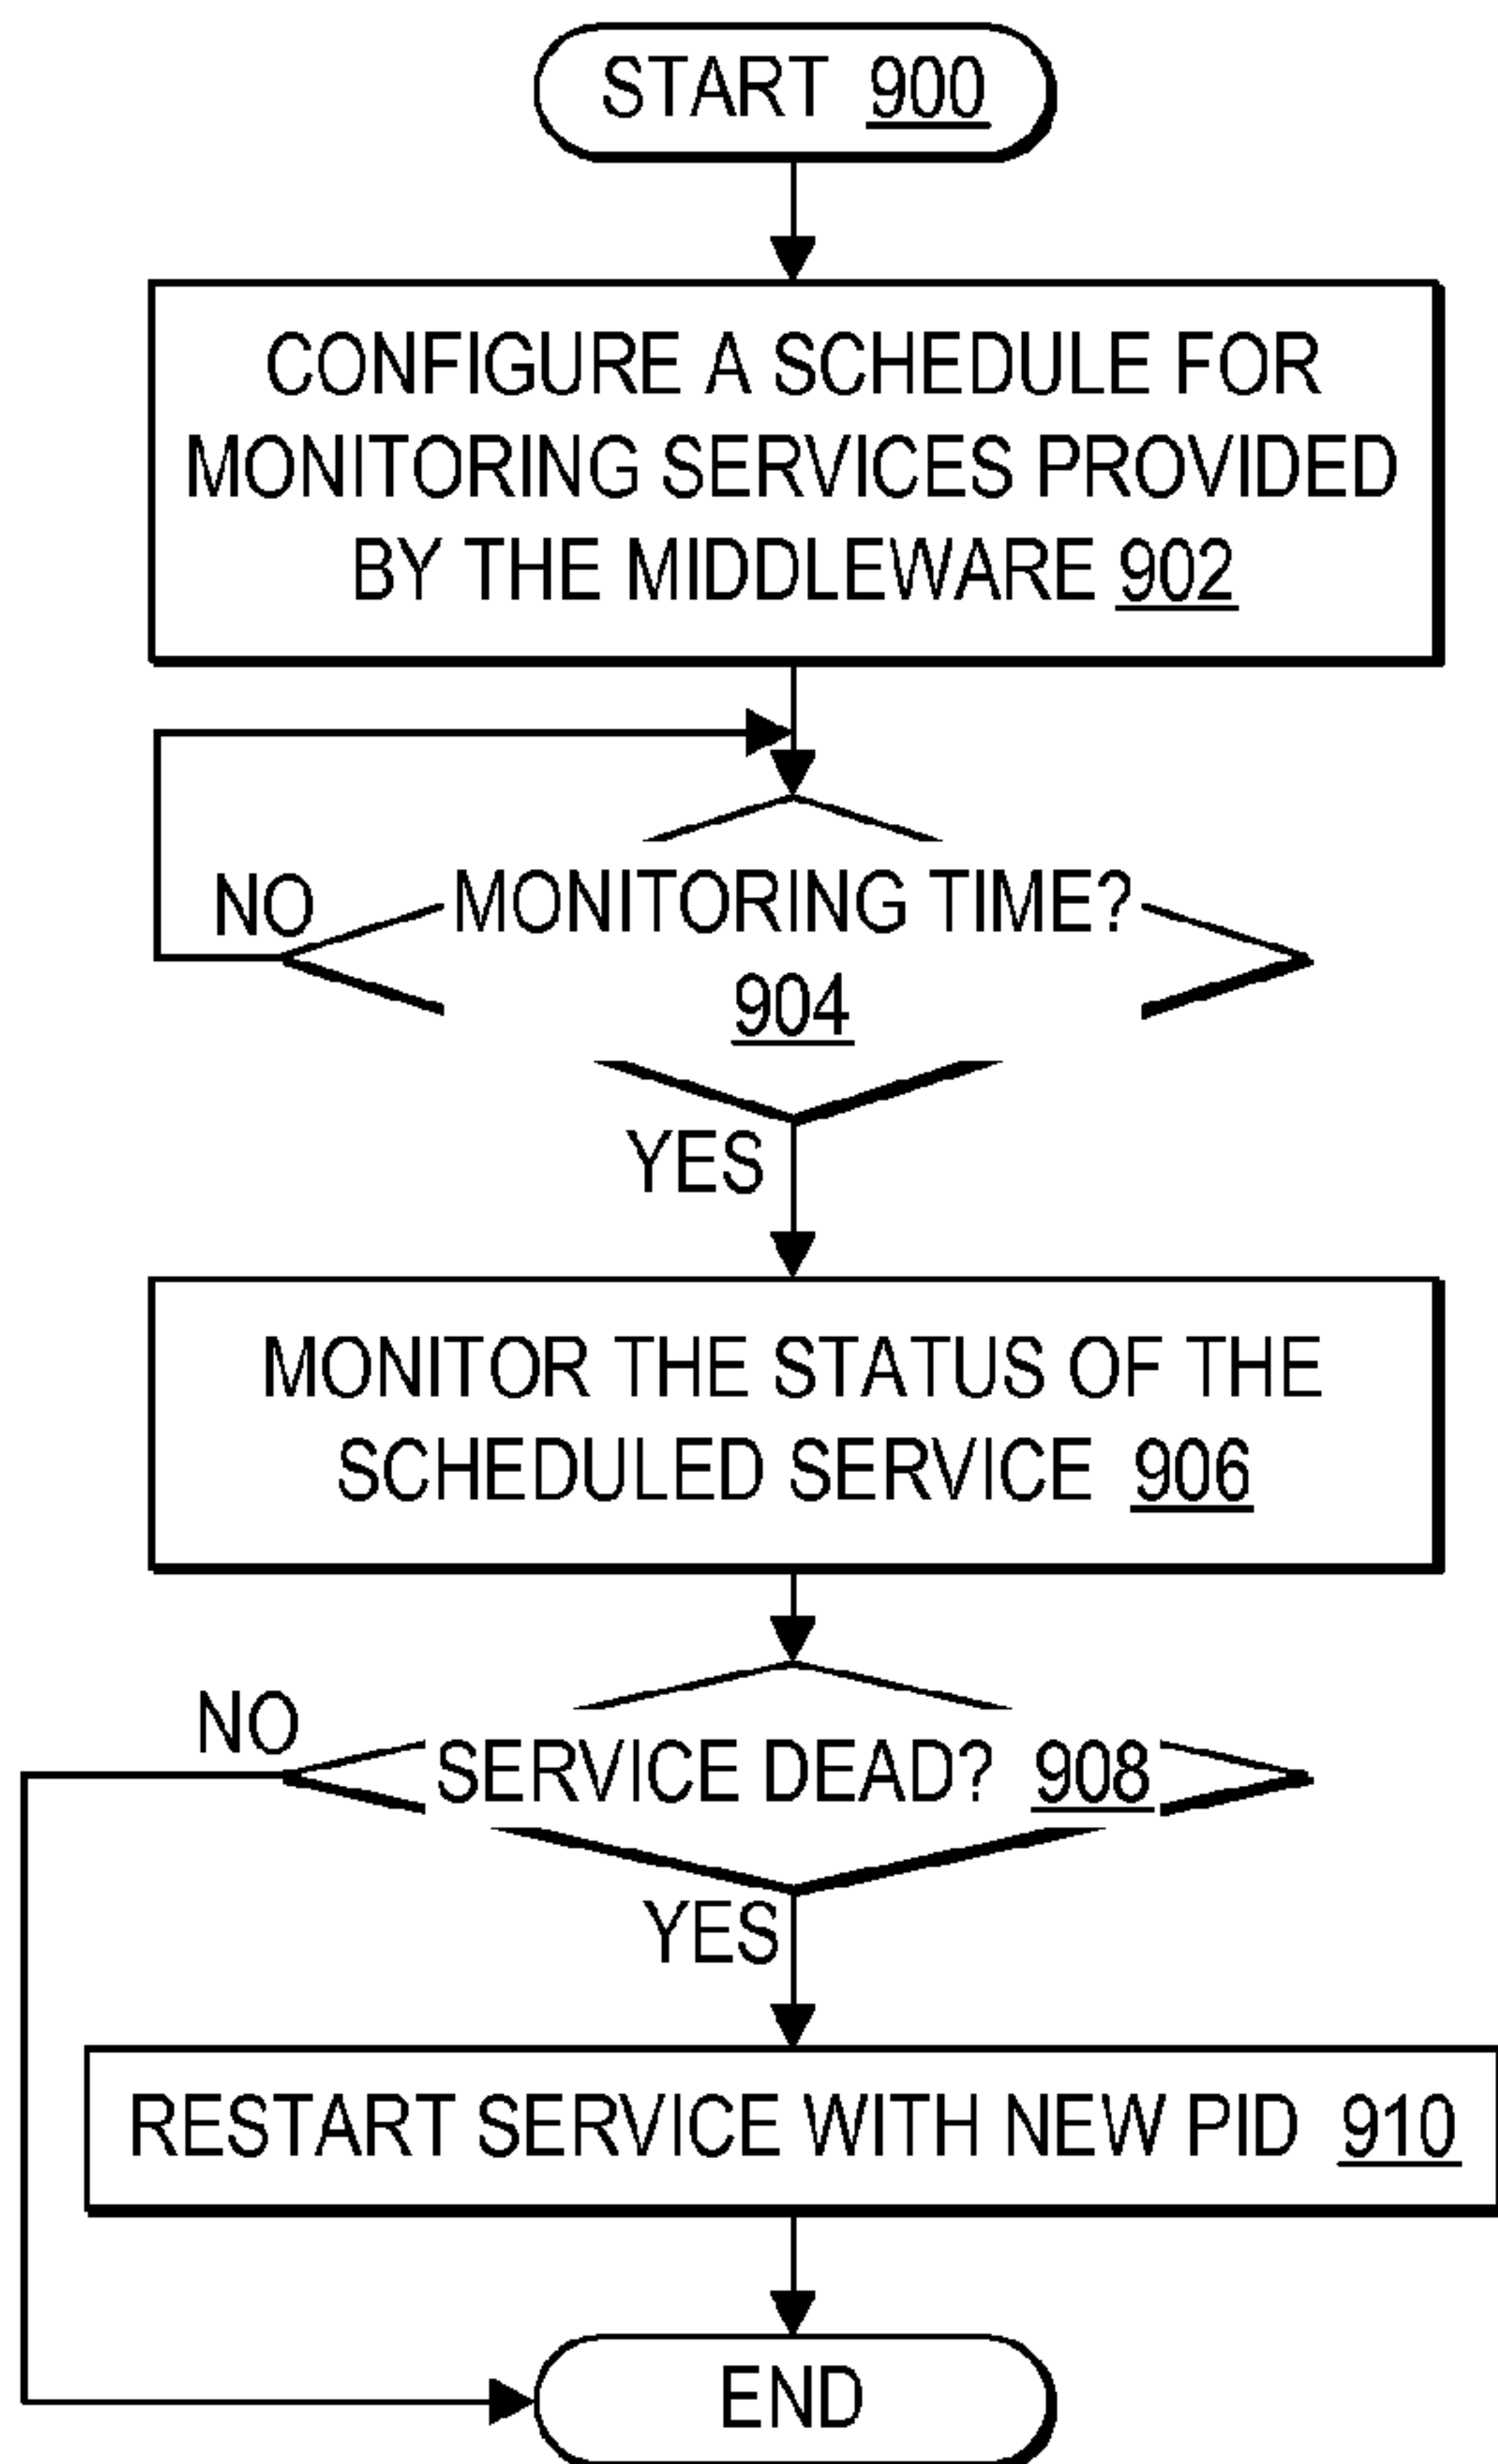 START 900
CONFIGURE A SCHEDULE FOR
MONITORING SERVICES PROVIDED
BY THE MIDDLEWARE 902
NO
MONITORING TIME?
904
YES
MONITOR THE STATUS OF THE
SCHEDULED SERVICE 906
NO
SERVICE DEAD? 908
YES
RESTART SERVICE WITH NEW PID 910
END